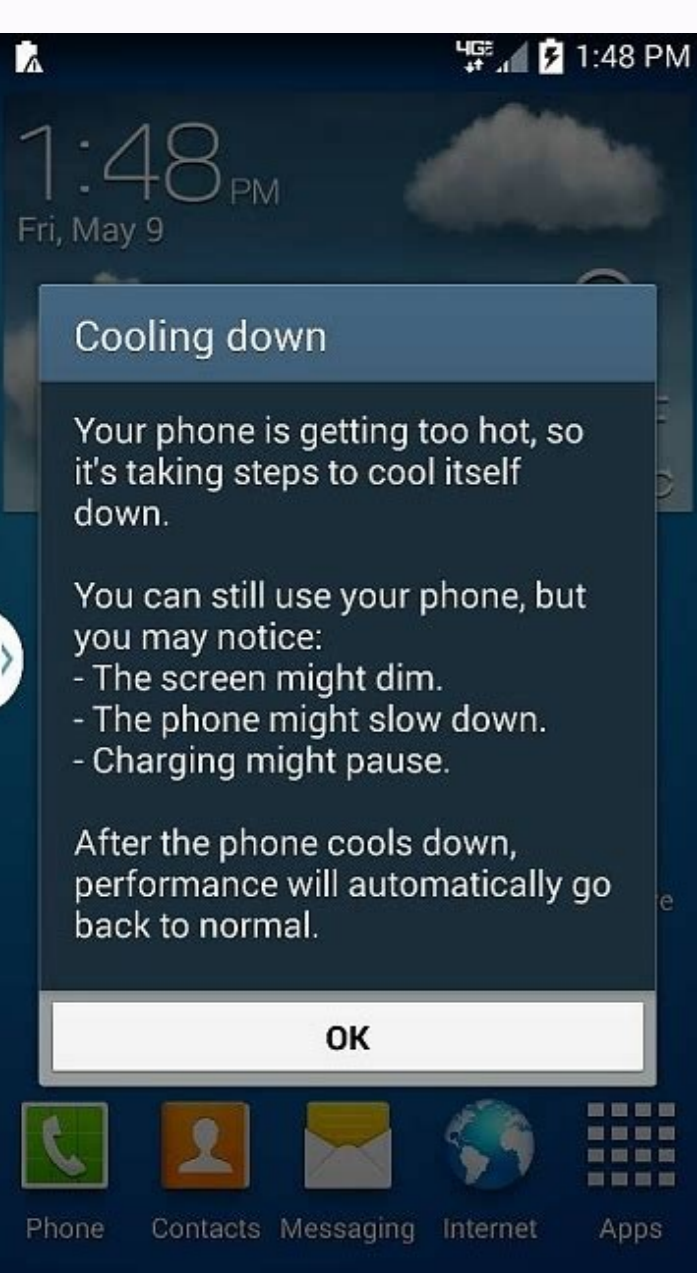 4GE 1:48 PM
1:48 PM
Fri, May 9
Cooling down
Your phone is getting too hot, so
it's taking steps to cool itself
down.
You can still use your phone, but
you may notice:
- The screen might dim.
- The phone might slow down.
- Charging might pause.
After the phone cools down,
performance will automatically go
back to normal.
OK
Phone Contacts Messaging Internet Apps